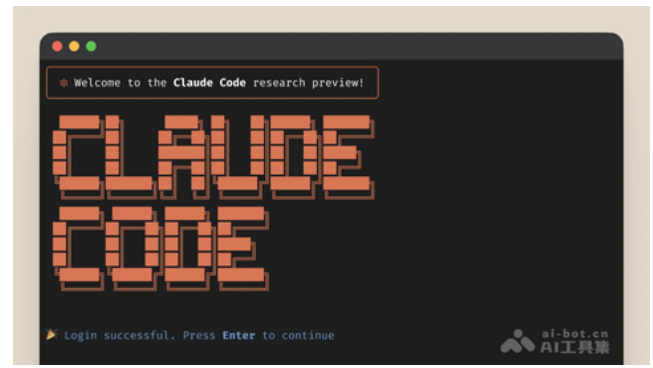 ✻ Welcome to the Claude Code research preview!
CLAUDE
CODE
🎉 Login successful. Press Enter to continue
ai-bot.cn
AI工具集